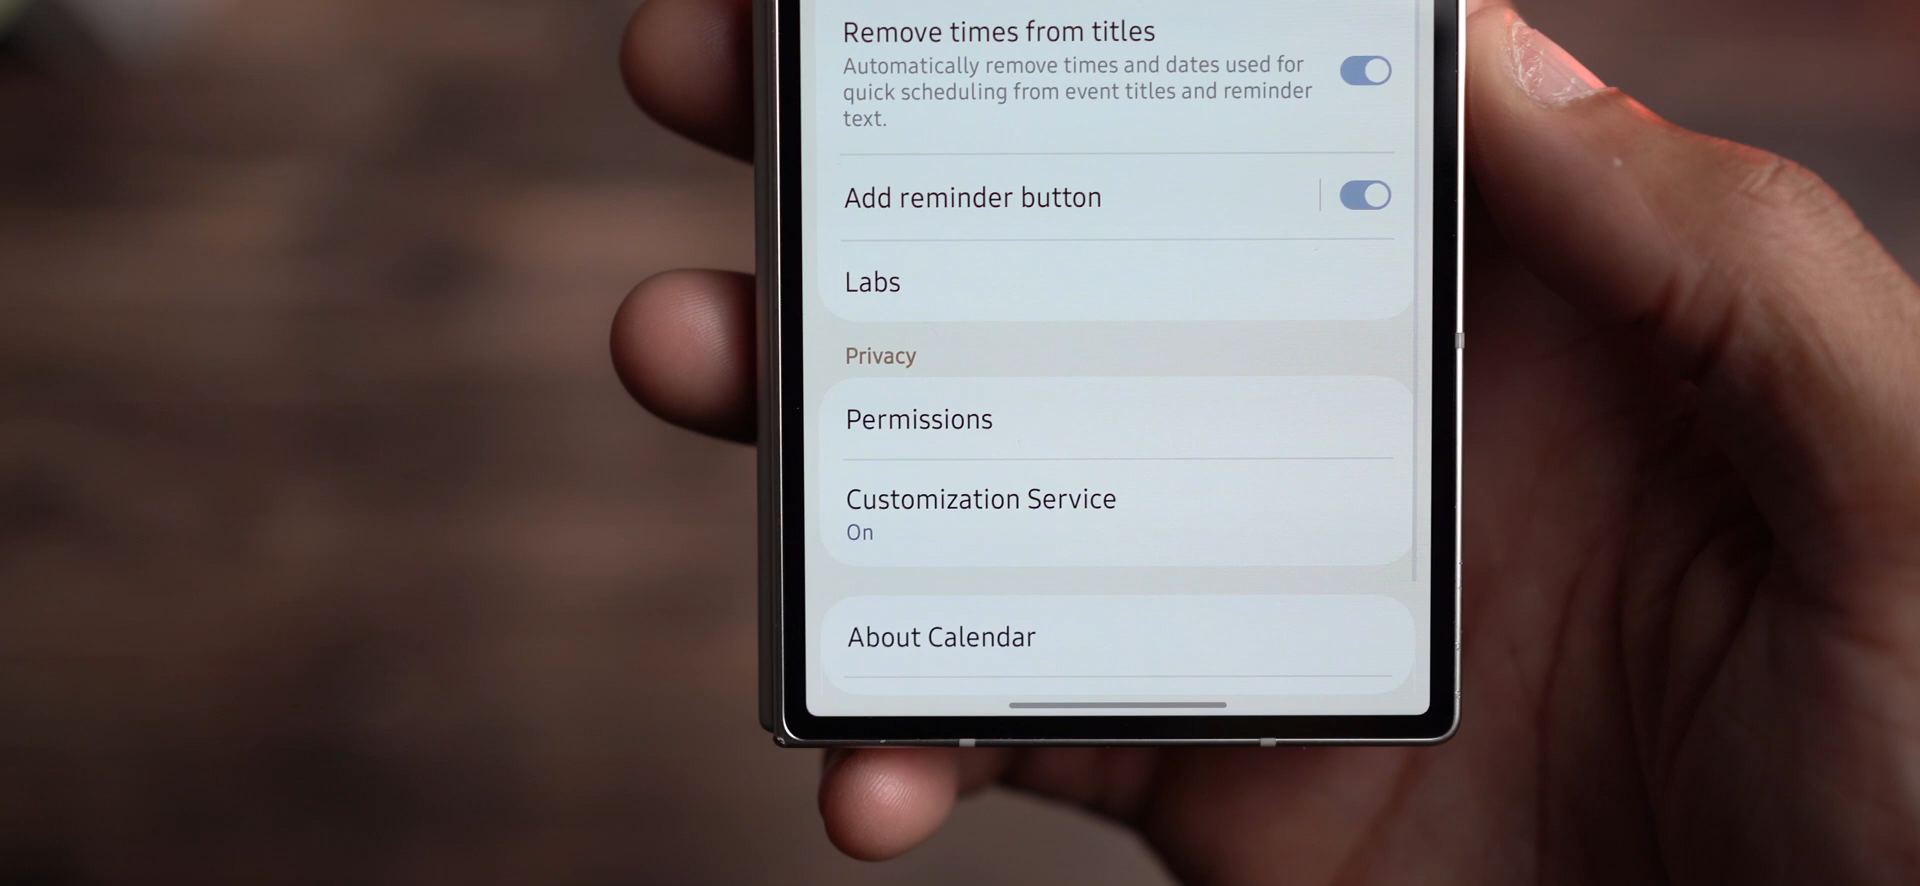 Remove times from titles
Automatically remove times and dates used for
quick scheduling from event titles and reminder
text.
Add reminder button
Labs
Privacy
Permissions
Customization Service
On
About Calendar